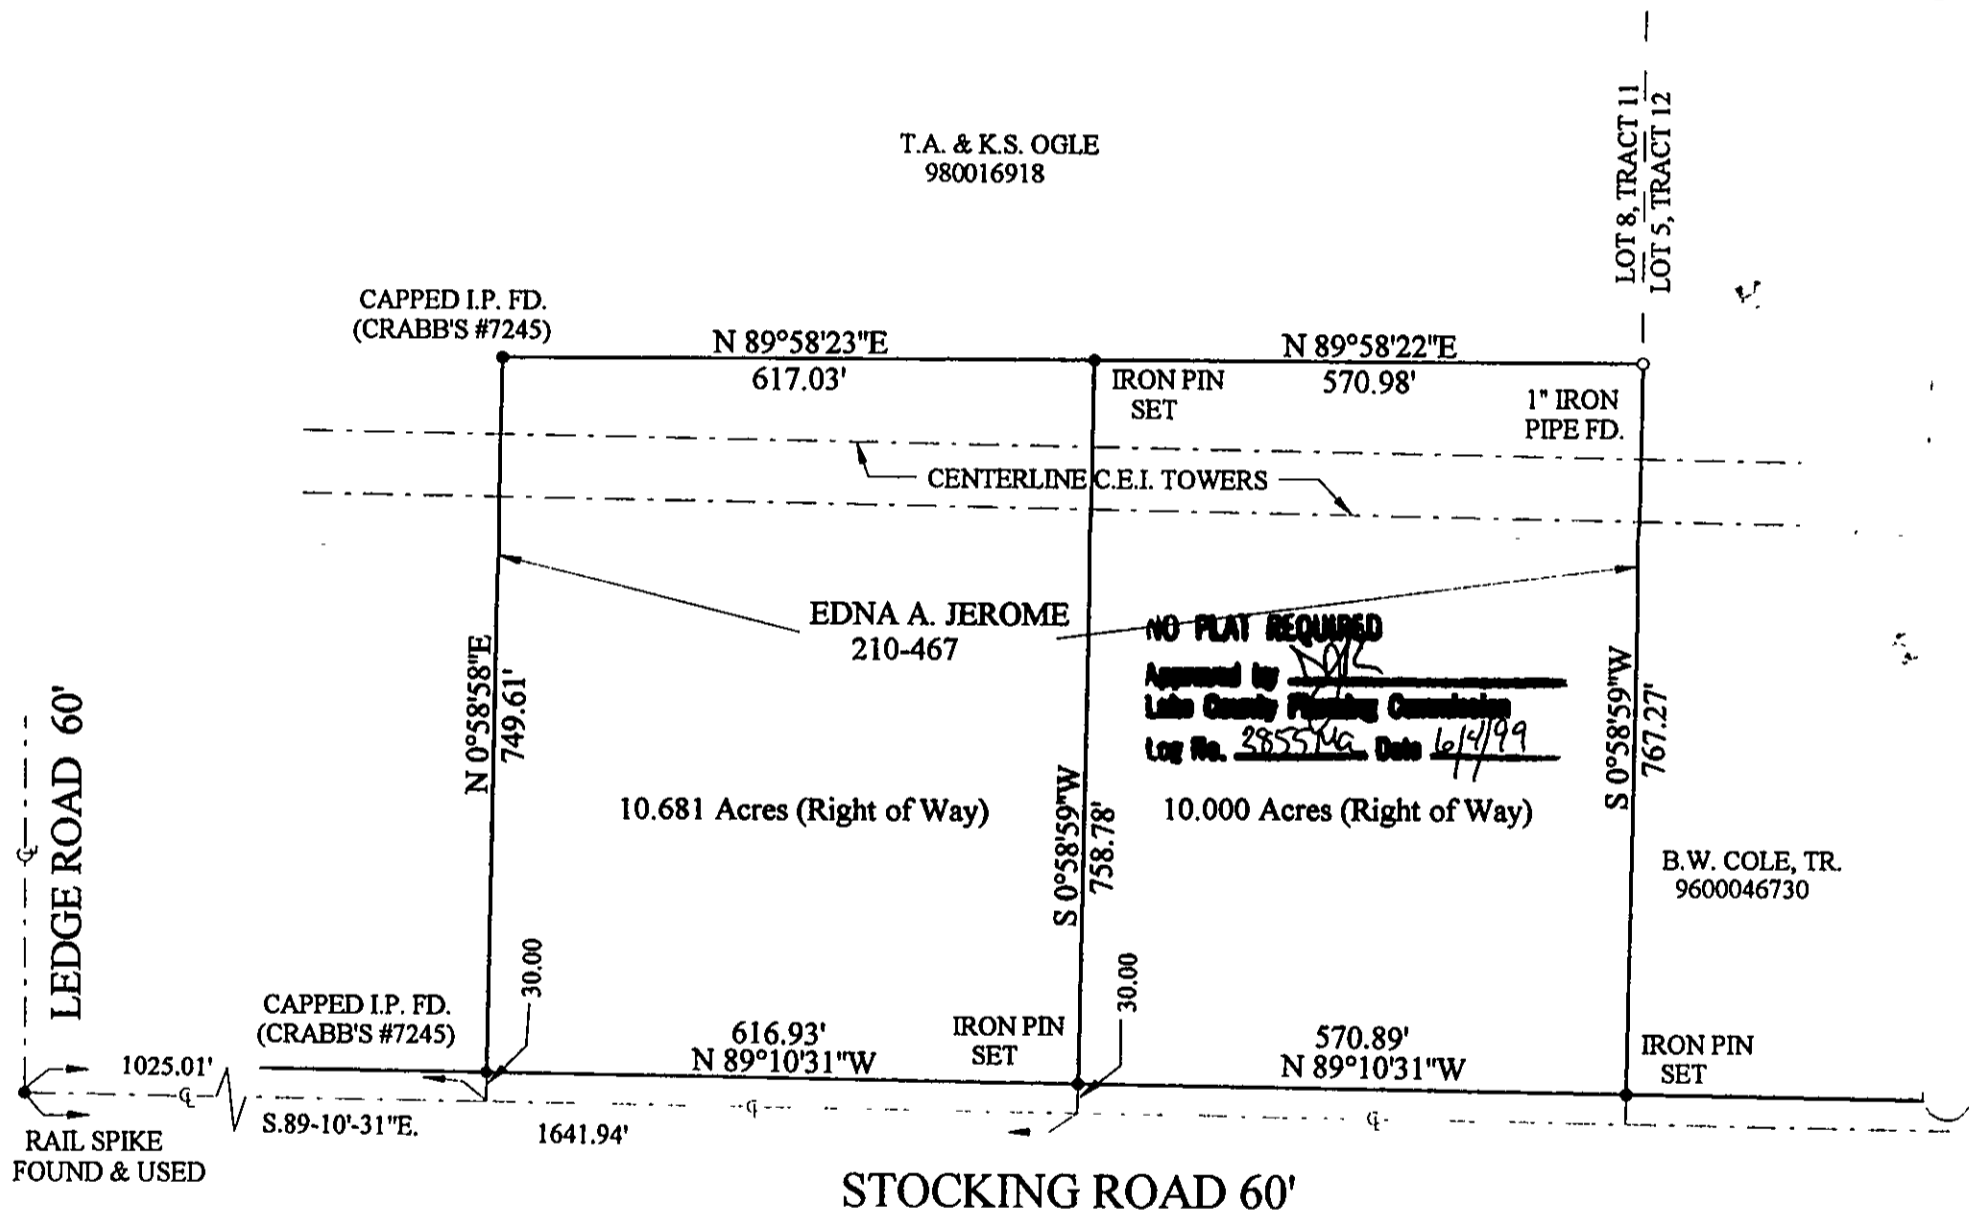 LOT 8, TRACT 11
LOT 5, TRACT 12
T.A. & K.S. OGLE
980016918
CAPPED I.P. FD.
(CRABB'S #7245)
N 89°58'23"E
617.03'
N 89°58'22"E
570.98'
IRON PIN
SET
1" IRON
PIPE FD.
CENTERLINE C.E.I. TOWERS
EDNA A. JEROME
210-467
NO PLAT REQUIRED
Approved by
Lake County Planning Commission
Log No. Date 6/4/99
N 0°58'58"E
749.61'
S 0°58'59"W
758.78'
S 0°58'59"W
767.27'
10.681 Acres (Right of Way)
10.000 Acres (Right of Way)
B.W. COLE, TR.
9600046730
LEDGE ROAD 60'
30.00
30.00
CAPPED I.P. FD.
(CRABB'S #7245)
616.93'
N 89°10'31"W
IRON PIN
SET
570.89'
N 89°10'31"W
IRON PIN
SET
1025.01'
S.89-10'-31"E.
1641.94'
RAIL SPIKE
FOUND & USED
STOCKING ROAD 60'